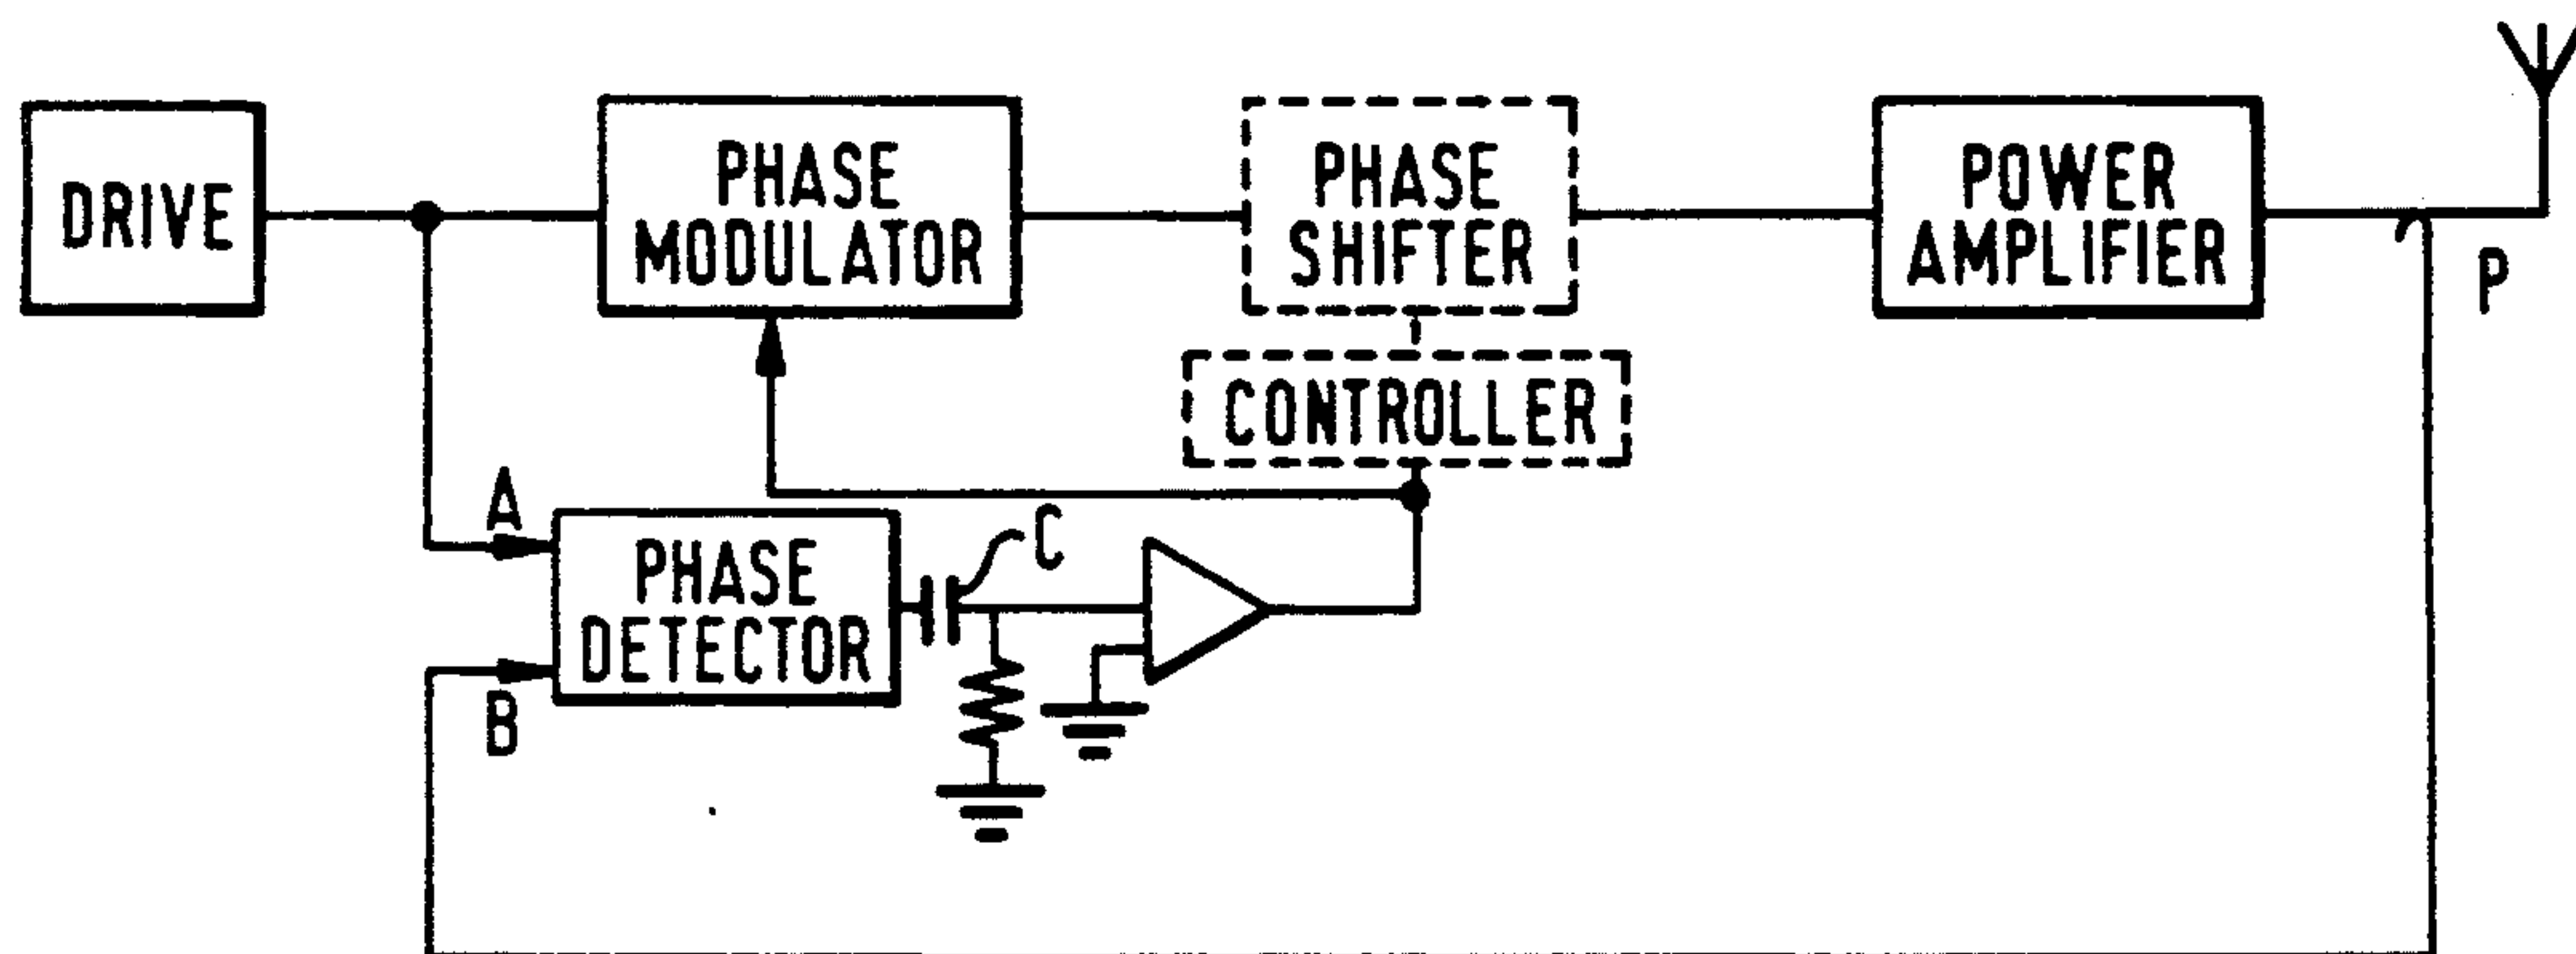 DRIVE
PHASE
MODULATOR
PHASE
SHIFTER
POWER
AMPLIFIER
P
CONTROLLER
A
C
PHASE
DETECTOR
B